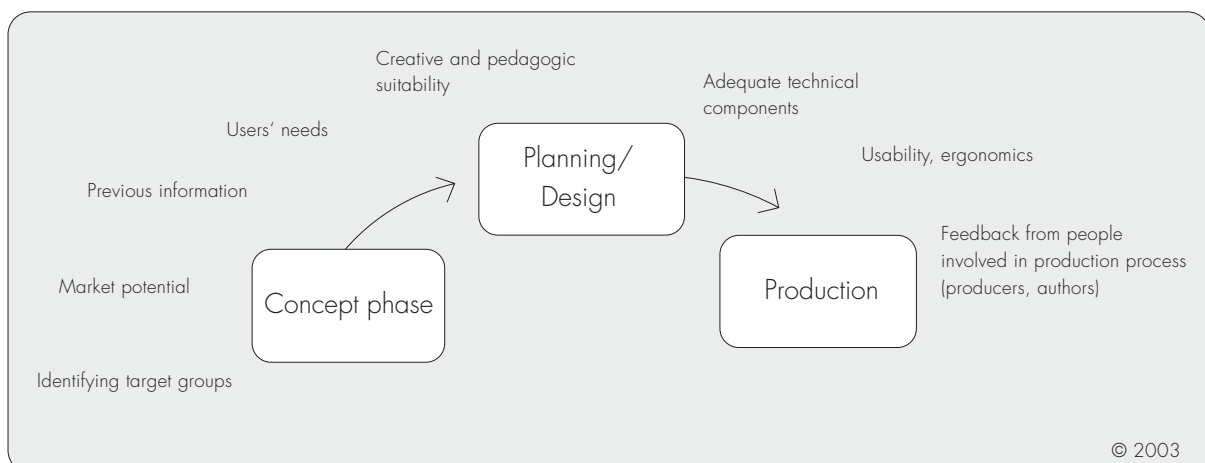 Creative and pedagogic
suitability
Adequate technical
components
Users‘ needs
Planning/
Design
Usability, ergonomics
Previous information
Feedback from people
involved in production process
(producers, authors)
Market potential
Concept phase
Production
Identifying target groups
© 2003